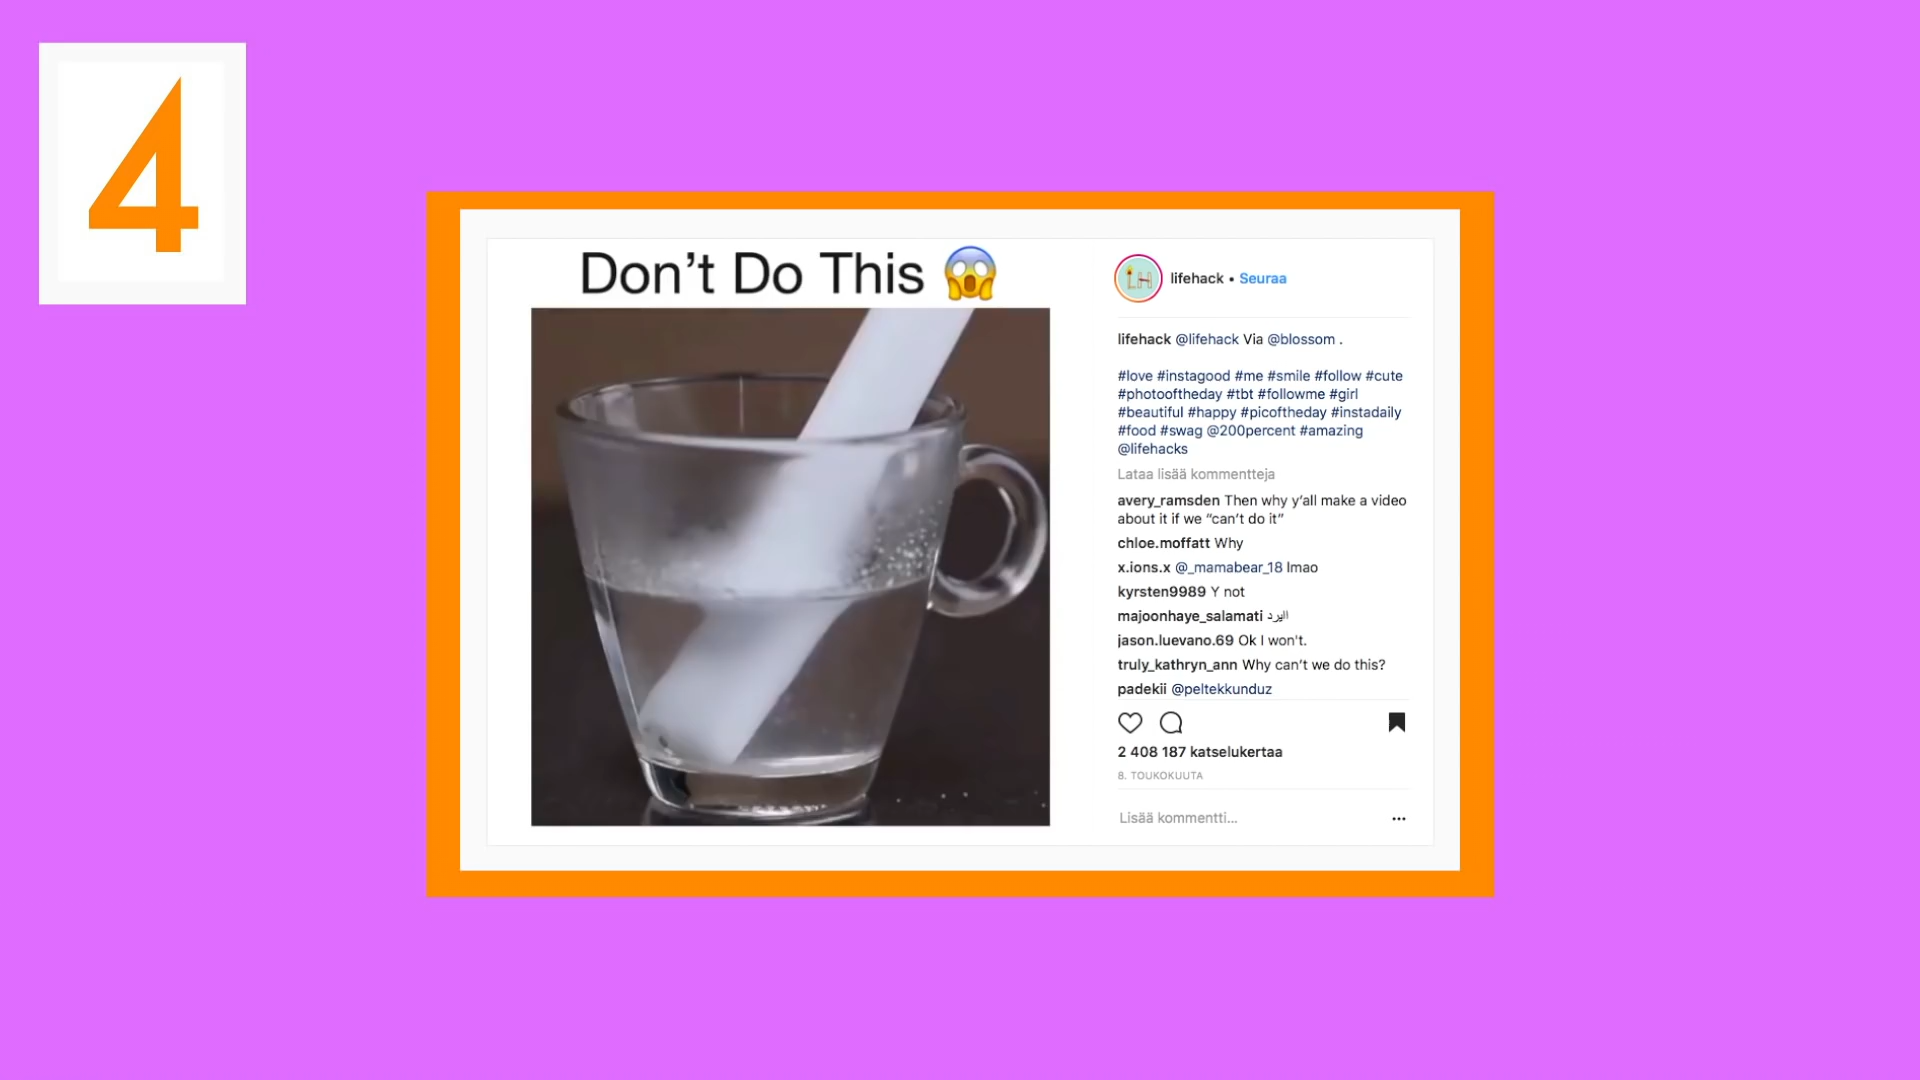 4
Don't Do This 😱
lifehack • Seuraa
lifehack @lifehack Via @blossom .
#love #instagood #me #smile #follow #cute
#photooftheday #tbt #followme #girl
#beautiful #happy #picoftheday #instadaily
#food #swag @200percent #amazing
@lifehacks
Lataa lisää kommentteja
avery_ramsden Then why y'all make a video
about it if we “can't do it”
chloe.moffatt Why
x.ions.x @_mamabear_18 lmao
kyrsten9989 Y not
majoonhaye_salamati
jason.luevano.69 Ok I won't.
truly_kathryn_ann Why can't we do this?
padekii @peltekkunduz
2 408 187 katselukertaa
8. TOUKOKUUTA
Lisää kommentti...